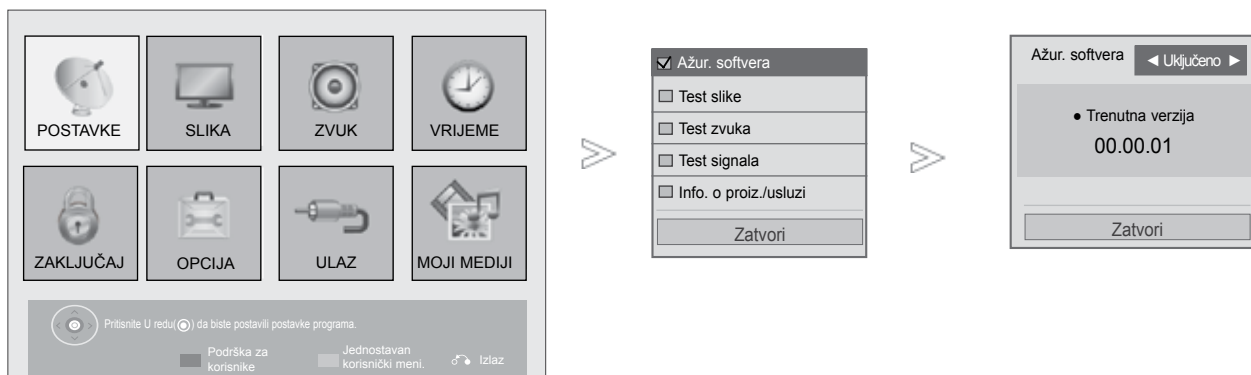 POSTAVKE
SLIKA
ZVUK
VRIJEME
ZAKLJUČAJ
OPCIJA
ULAZ
MOJI MEDIJI
Pritisnite U redu(◉) da biste postavili postavke programa.
Podrška za
korisnike
Jednostavan
korisnički meni.
Izlaz
Ažur. softvera
Test slike
Test zvuka
Test signala
Info. o proiz./usluzi
Zatvori
Ažur. softvera ◄ Uključeno ►
● Trenutna verzija
00.00.01
Zatvori